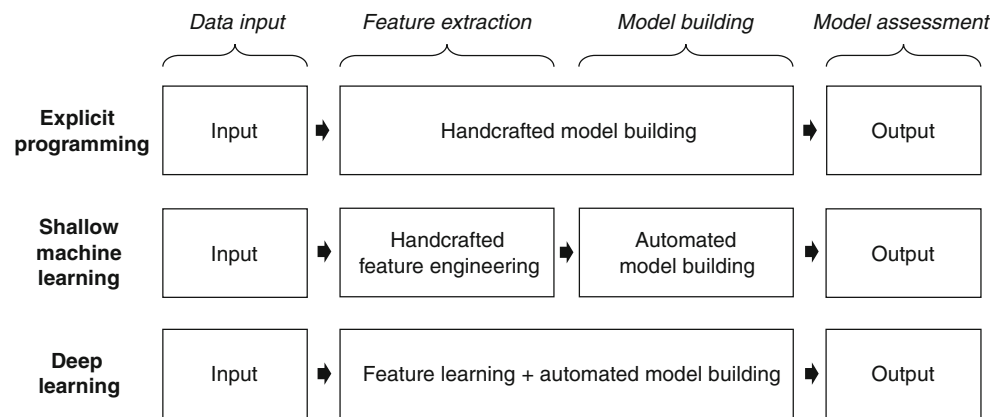 Data input Feature extraction Model building Model assessment
Explicit
programming
Input
Handcrafted model building
Output
Shallow
machine
learning
Input
Handcrafted
feature engineering
Automated
model building
Output
Deep
learning
Input
Feature learning + automated model building
Output